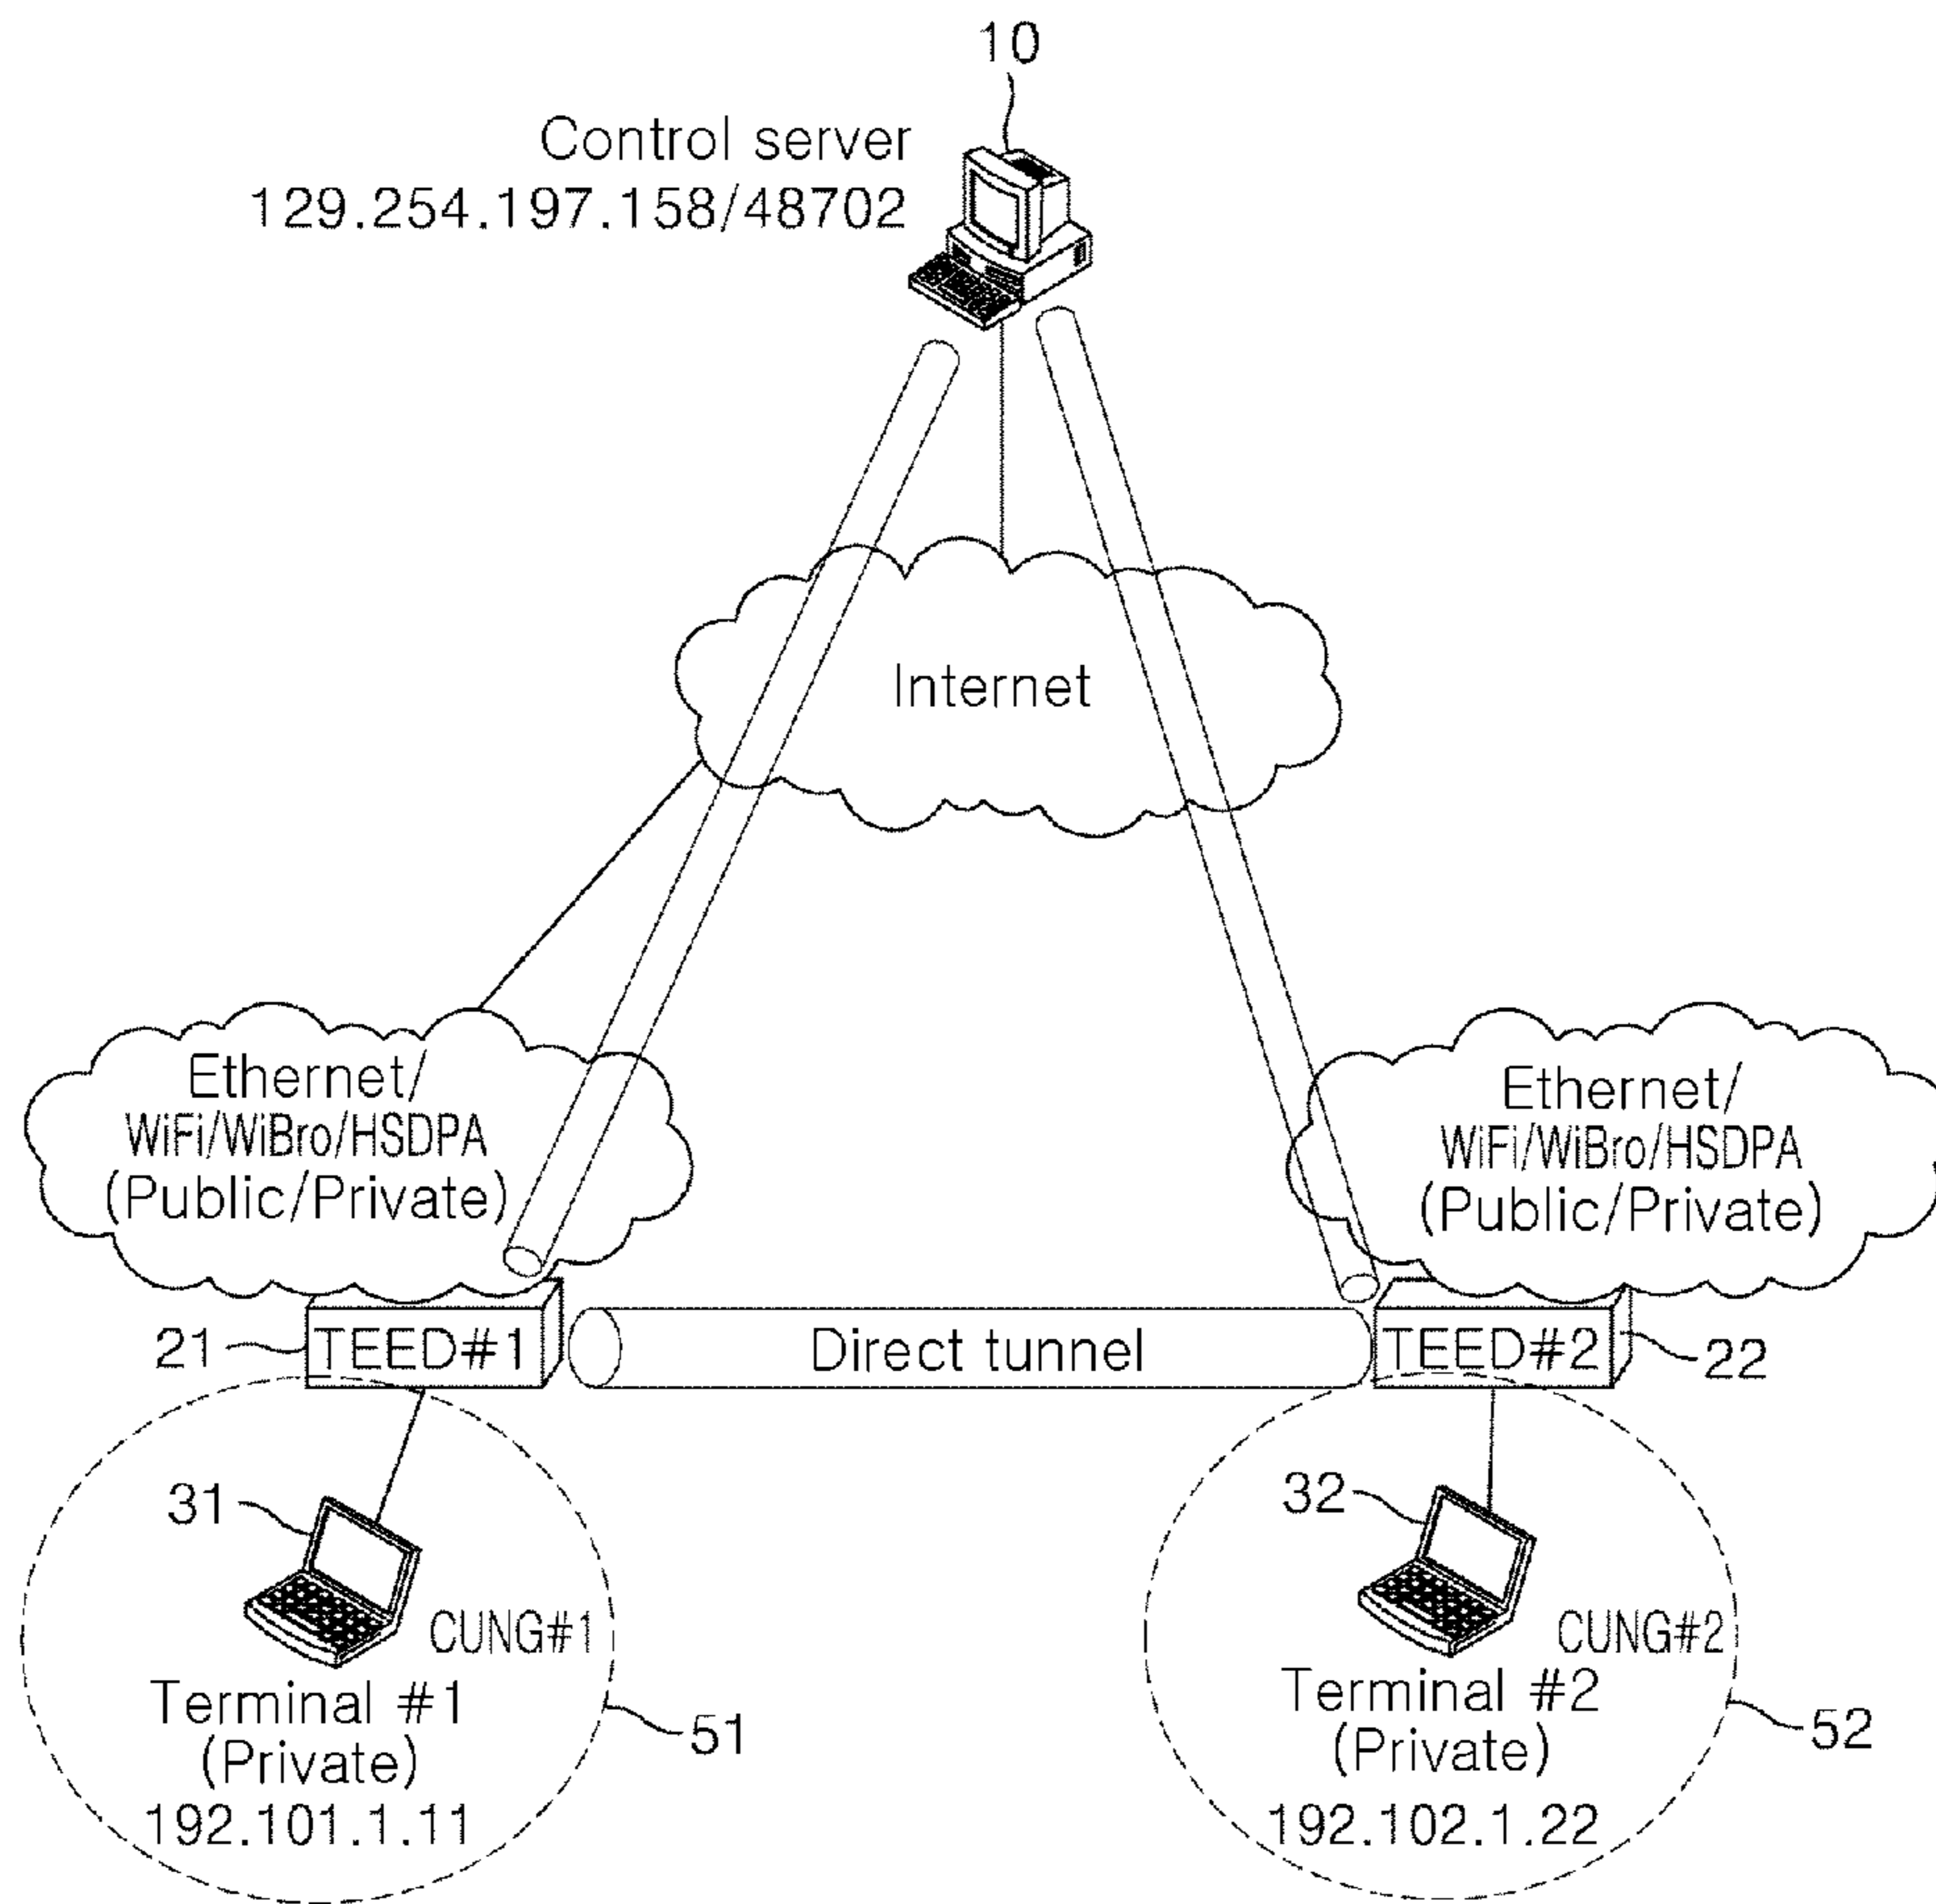 10
Control server
129.254.197.158/48702
Internet
Ethernet/
WiFi/WiBro/HSDPA
(Public/Private)
Ethernet/
WiFi/WiBro/HSDPA
(Public/Private)
21
TEED#1
Direct tunnel
TEED#2
22
31
CUNG#1
Terminal #1
(Private)
192.101.1.11
51
32
CUNG#2
Terminal #2
(Private)
192.102.1.22
52